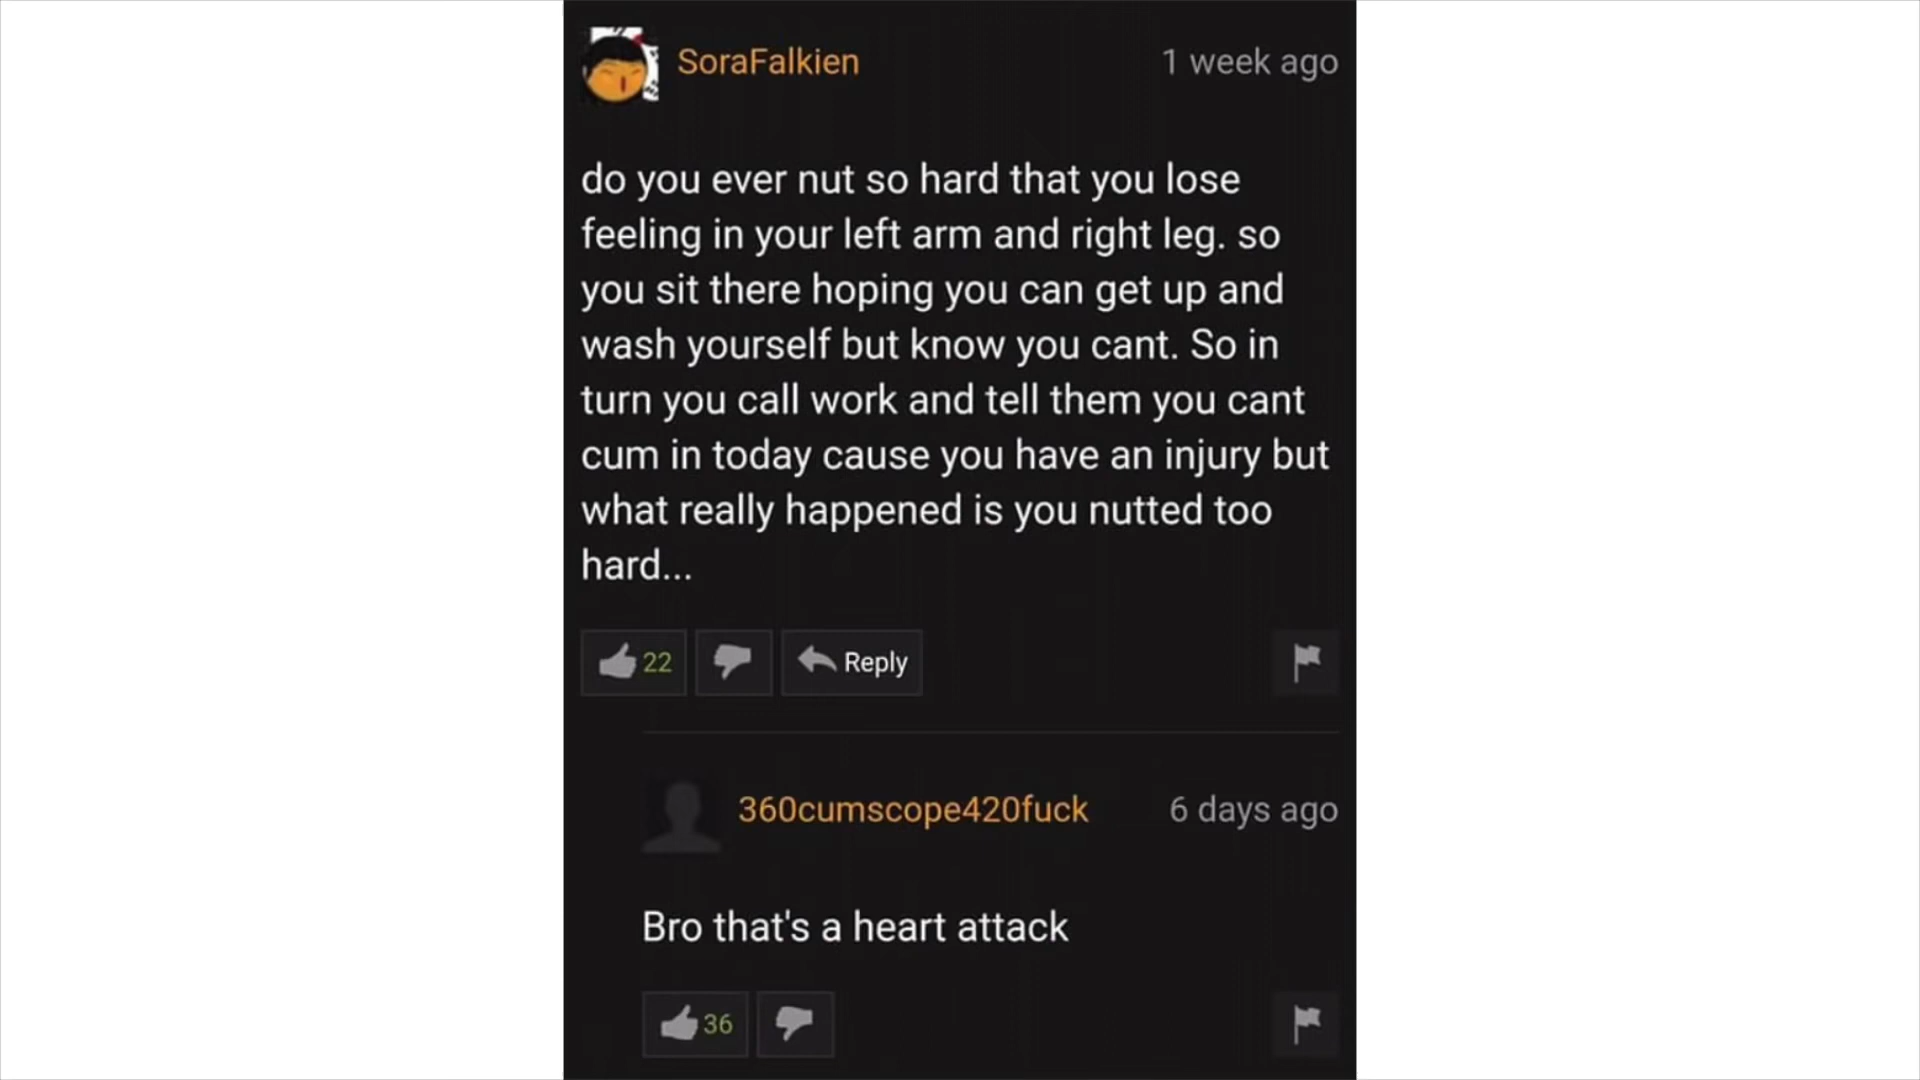 SoraFalkien 1 week ago
do you ever nut so hard that you lose
feeling in your left arm and right leg. so
you sit there hoping you can get up and
wash yourself but know you cant. So in
turn you call work and tell them you cant
cum in today cause you have an injury but
what really happened is you nutted too
hard...
22 Reply
360cumscope420fuck 6 days ago
Bro that's a heart attack
36